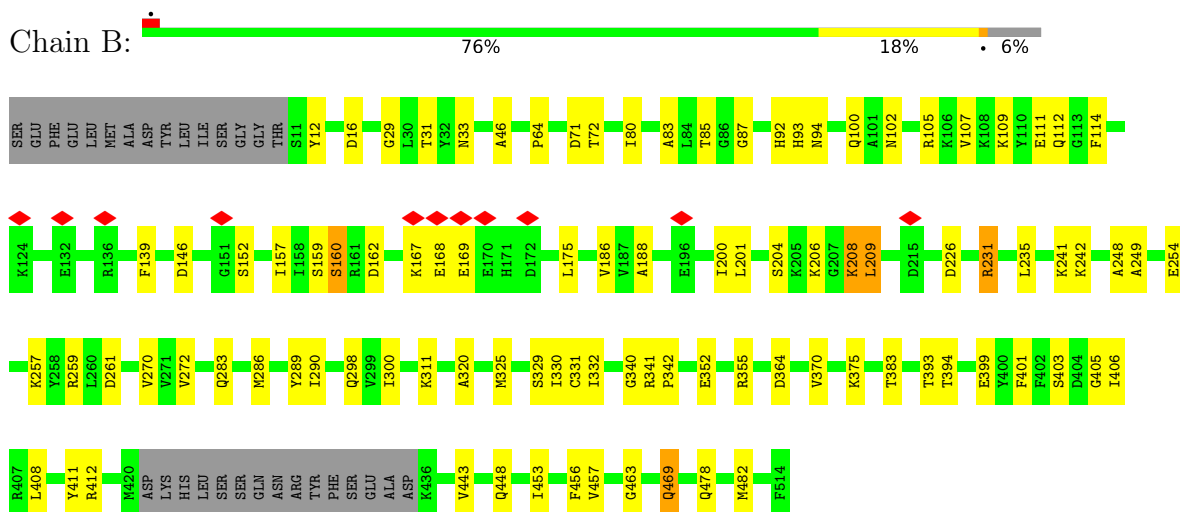 Chain B:
76% 18% • 6%
SER GLU PHE GLU LEU MET ALA ASP TYR LEU ILE SER GLY GLY THR S11 Y12 D16 G29 L30 T31 Y32 N33 A46 P64 D71 T72 I80 A83 L84 T85 G86 G87 H92 H93 N94 Q100 A101 N102 R105 K106 V107 K108 K109 Y110 E111 Q112 G113 F114
K124 E132 R136 F139 D146 G151 S152 I157 I158 S159 S160 R161 D162 K167 E168 E169 E170 H171 D172 L175 V186 V187 A188 E196 I200 L201 S204 K205 K206 G207 K208 L209 D215 D226 R231 L235 K241 K242 A248 A249 E254
K257 Y258 R259 L260 D261 V270 V271 V272 Q283 M286 Y289 I290 Q298 V299 I300 K311 A320 M325 S329 I330 C331 I332 G340 R341 P342 E352 R355 D364 V370 K375 T383 T393 T394 E399 Y400 F401 F402 S403 D404 G405 I406
R407 L408 Y411 R412 M420 ASP LYS HIS LEU SER SER GLN ASN ARG TYR PHE SER GLU ALA ASP K436 V443 Q448 I453 F456 V457 G463 Q469 Q478 M482 F514